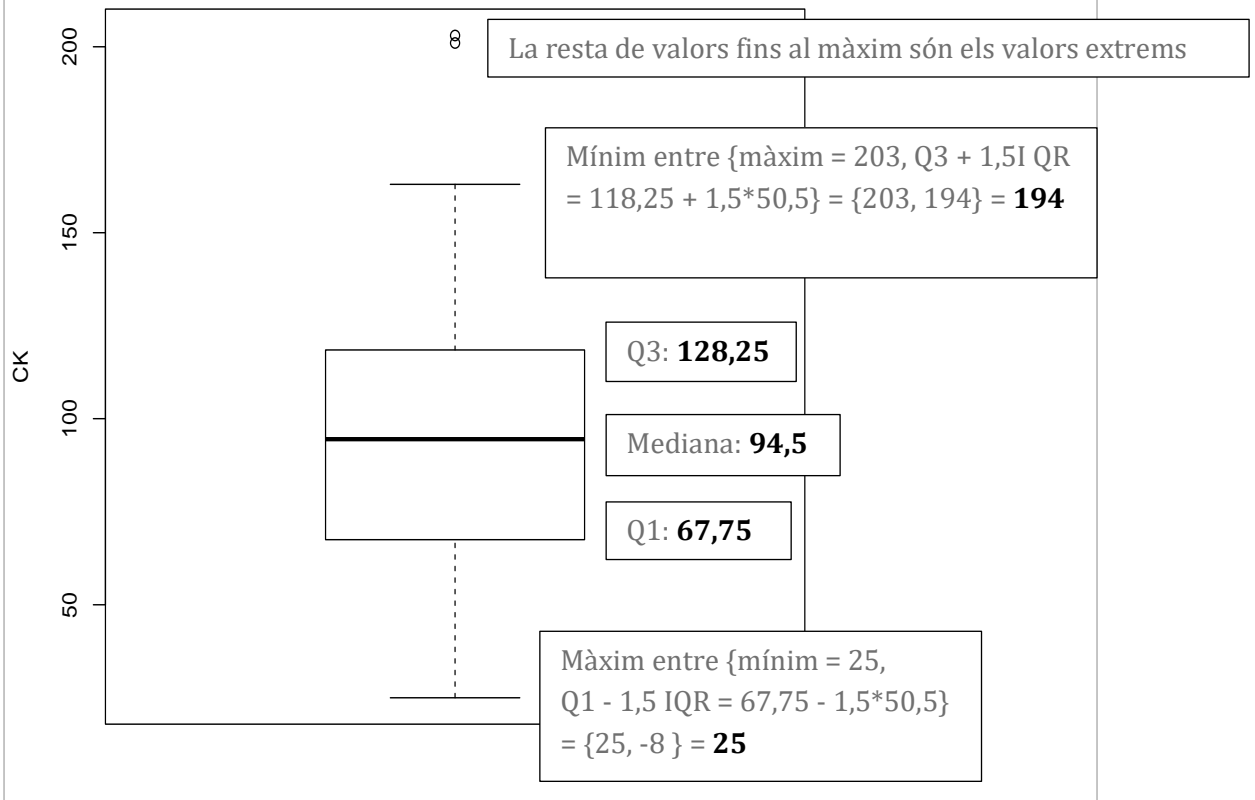 200
La resta de valors fins al màxim són els valors extrems
Mínim entre {màxim = 203, Q3 + 1,5I QR
= 118,25 + 1,5*50,5} = {203, 194} = 194
150
Q3: 128,25
CK
100
Mediana: 94,5
Q1: 67,75
50
Màxim entre {mínim = 25,
Q1 - 1,5 IQR = 67,75 - 1,5*50,5}
= {25, -8 } = 25